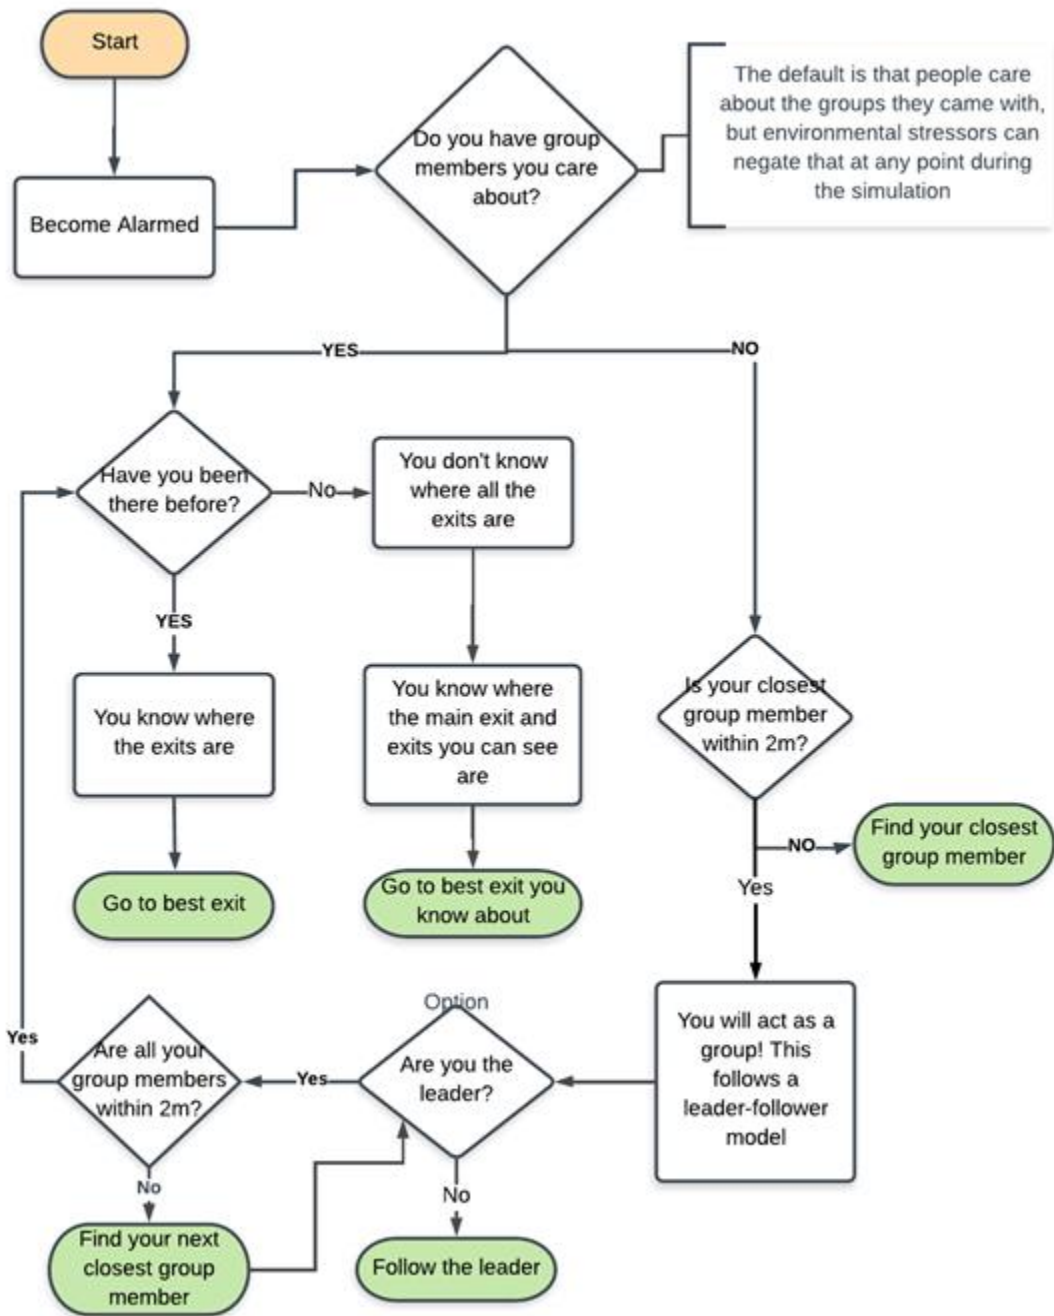 Start
The default is that people care
about the groups they came with,
but environmental stressors can
negate that at any point during
the simulation
Do you have group
members you care
about?
Become Alarmed
YES
NO
Have you been
there before?
No
You don't know
where all the
exits are
YES
You know where
the exits are
You know where
the main exit and
exits you can see
are
Is your closest
group member
within 2m?
NO
Find your closest
group member
Yes
Go to best exit
Go to best exit you
know about
Option
Are you the
leader?
You will act as a
group! This
follows a
leader-follower
model
Yes
Are all your
group members
within 2m?
Yes
No
Find your next
closest group
member
No
Follow the leader